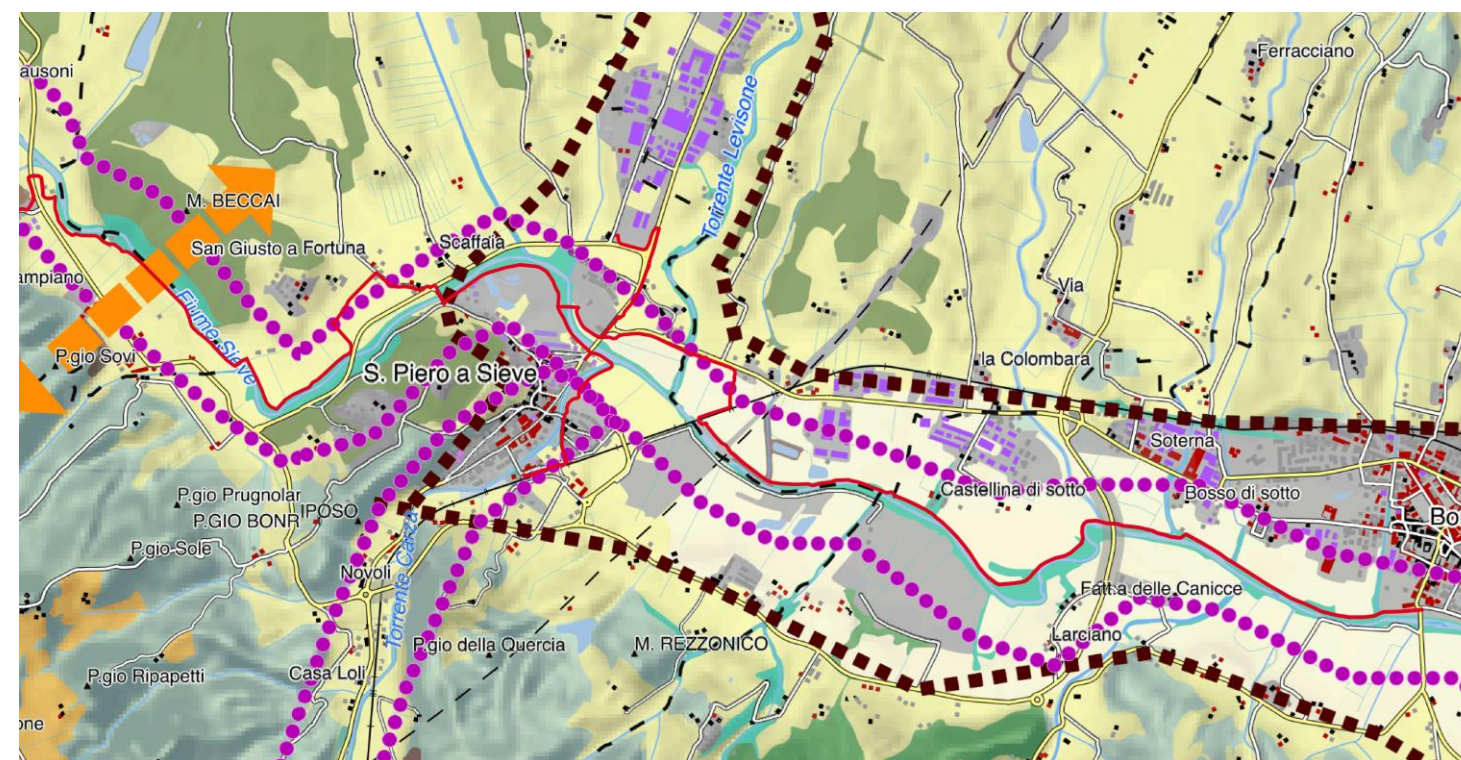 Ferracciano
ausoni
Torrente Levisone
M. BECCAI
San Giusto a Fortuna
Scaffaia
ampiano
Via
Fiume Sieve
P.gio Sovi
S. Piero a Sieve
la Colombara
Soterna
Castellina di sotto
Bosso di sotto
P.gio Prugnolar
IPOSO
P.GIO BONR
Bo
P.gio Sole
Novoli
Torrente Carza
Fatt.a delle Canicce
Larciano
P.gio della Quercia
M. REZZONICO
P.gio Ripapetti
Casa Loli
one